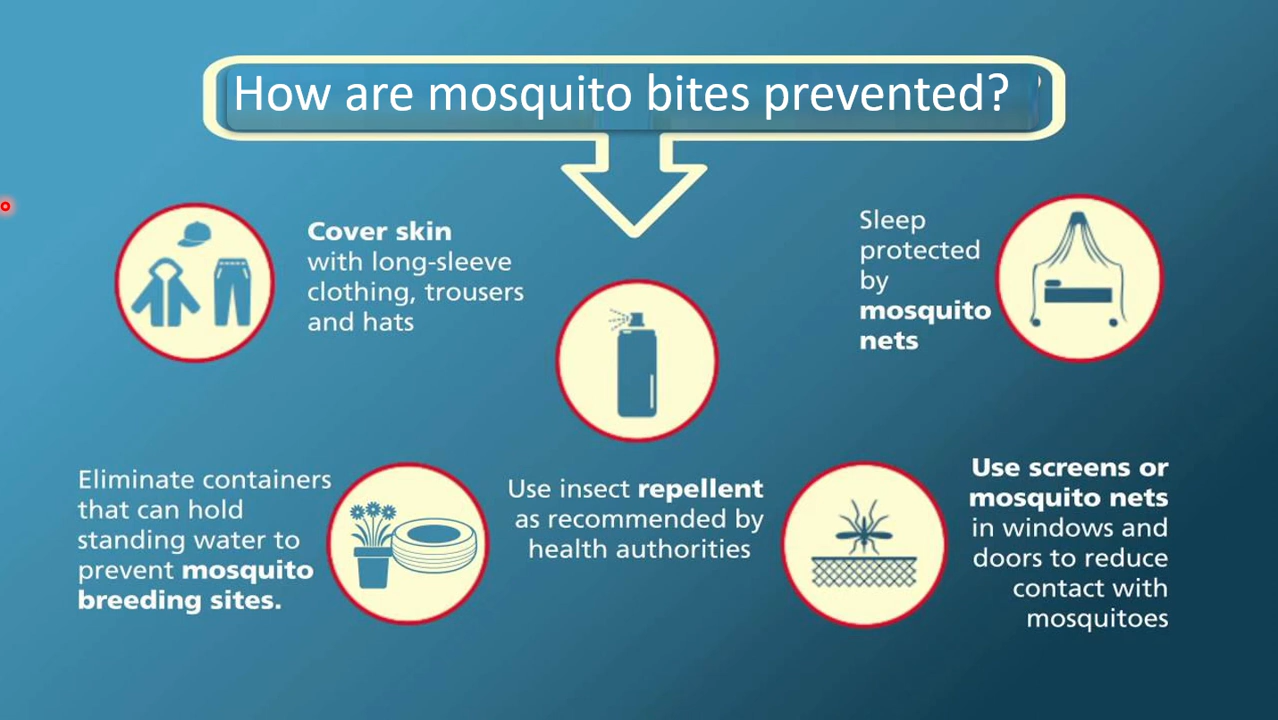 How are mosquito bites prevented?
Cover skin
with long-sleeve
clothing, trousers
and hats
Sleep
protected
by
mosquito
nets
Eliminate containers
that can hold
standing water to
prevent mosquito
breeding sites.
Use insect repellent
as recommended by
health authorities
Use screens or
mosquito nets
in windows and
doors to reduce
contact with
mosquitoes